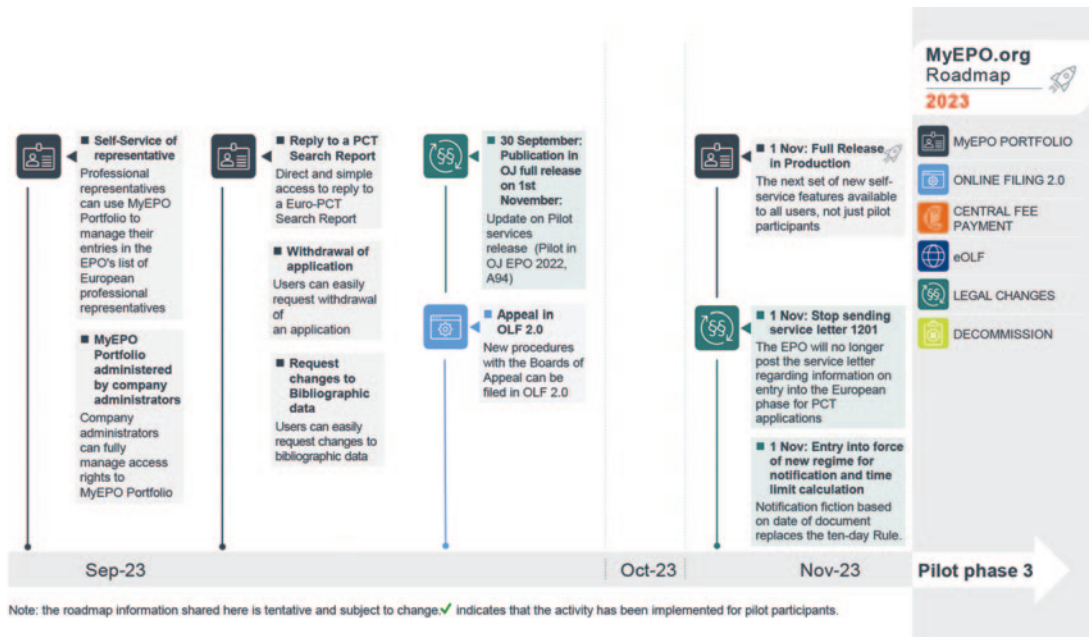 ■ Self-Service of
representative
Professional
representatives
can use MyEPO
Portfolio to
manage their
entries in the
EPO's list of
European
professional
representatives
■ MyEPO
Portfolio
administered
by company
administrators
Company
administrators
can fully
manage access
rights to
MyEPO Portfolio
■ Reply to a PCT
Search Report
Direct and simple
access to reply to
a Euro-PCT
Search Report
■ Withdrawal of
application
Users can easily
request withdrawal
of
an application
■ Request
changes to
Bibliographic
data
Users can easily
request changes to
bibliographic data
§§
■ 30 September:
Publication in
OJ full release
on 1st
November:
Update on Pilot
services
release (Pilot in
OJ EPO 2022,
A94)
■ Appeal in
OLF 2.0
New procedures
with the Boards of
Appeal can be
filed in OLF 2.0
■ 1 Nov: Full Release
in Production
The next set of new self-
service features available
to all users, not just pilot
participants
§§
■ 1 Nov: Stop sending
service letter 1201
The EPO will no longer
post the service letter
regarding information on
entry into the European
phase for PCT
applications
■ 1 Nov: Entry into force
of new regime for
notification and time
limit calculation
Notification fiction based
on date of document
replaces the ten-day Rule.
MyEPO.org
Roadmap
2023
MyEPO PORTFOLIO
ONLINE FILING 2.0
CENTRAL FEE
PAYMENT
eOLF
§§
LEGAL CHANGES
DECOMMISSION
Sep-23
Oct-23
Nov-23
Pilot phase 3
Note: the roadmap information shared here is tentative and subject to change.✓ indicates that the activity has been implemented for pilot participants.